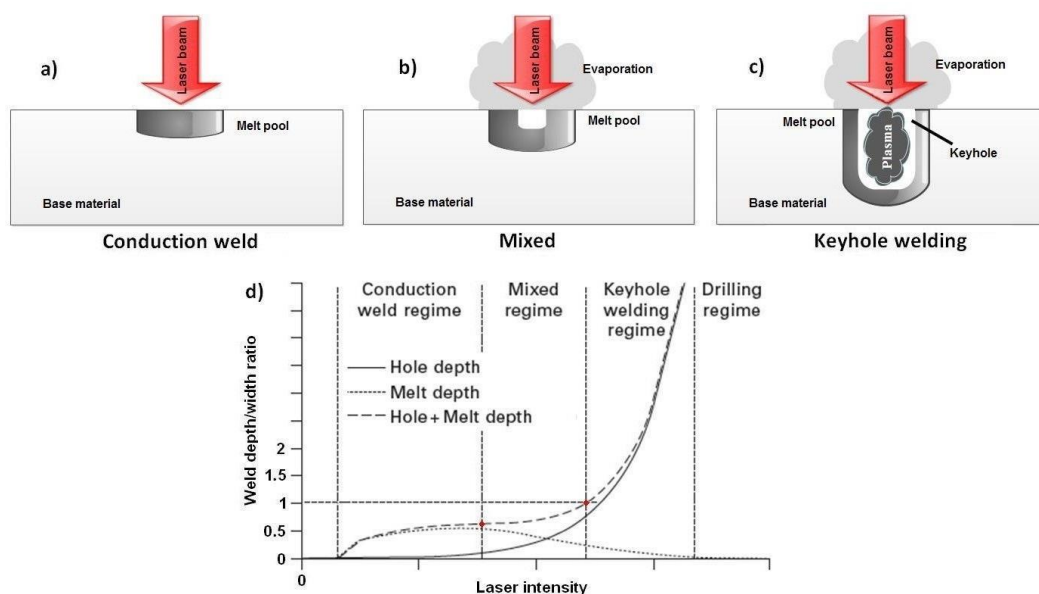 a)
Laser beam
Melt pool
Base material
Conduction weld
b)
Laser beam
Evaporation
Melt pool
Base material
Mixed
c)
Laser beam
Evaporation
Melt pool
Plasma
Keyhole
Base material
Keyhole welding
d)
Conduction
weld regime
Mixed
regime
Keyhole
welding
regime
Drilling
regime
Hole depth
Melt depth
Hole + Melt depth
Weld depth/width ratio
2
1.5
1
0.5
0
0
Laser intensity